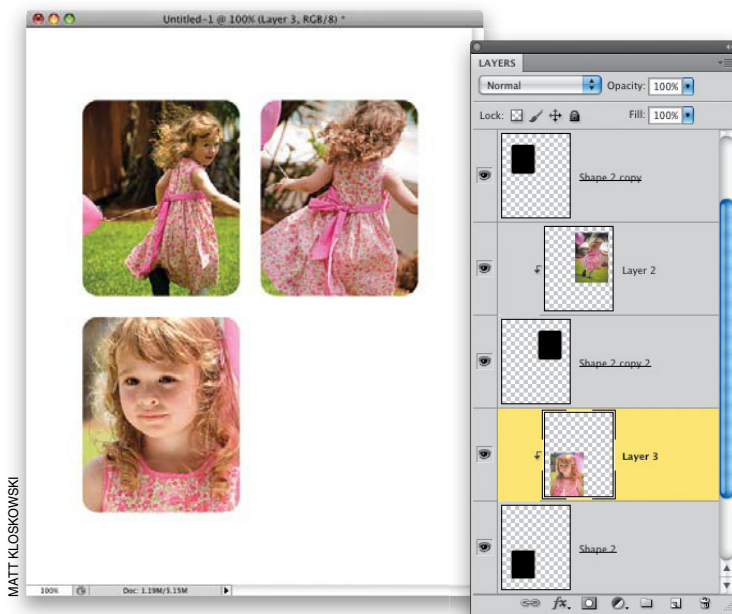 Untitled-1 @ 100% (Layer 3, RGB/8) *
LAYERS
Normal Opacity: 100%
Lock: Fill: 100%
Shape 2 copy
Layer 2
Shape 2 copy 2
Layer 3
Shape 2
100% Doc: 1.19M/5.15M
fx.
MATT KLOSKOWSKI